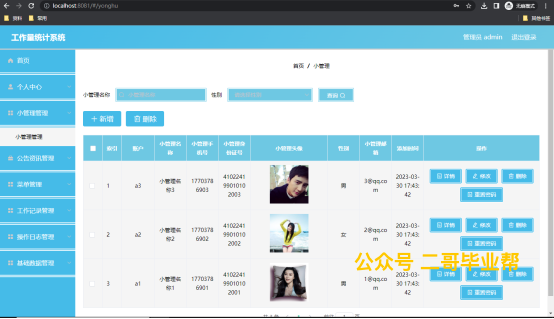 localhost:8081/#/yonghu
无痕模式
资料 常用
其他书签
工作量统计系统
管理员 admin 退出登录
首页
个人中心
小管理管理
小管理管理
公告资讯管理
菜单管理
工作记录管理
操作日志管理
基础数据管理
首页 / 小管理
小管理名称 小管理名称 性别 查询
新增 删除
索引 账户 小管理名称 小管理手机号 小管理身份证号 小管理头像 性别 小管理邮箱 添加时间 操作
1 a3 小管理名称3 17703786903 410224199010102003 男 3@qq.com 2023-03-30 17:43:42 详情 修改 删除 重置密码
2 a2 小管理名称2 17703786902 410224199010102002 女 2@qq.com 2023-03-30 17:43:42 详情 修改 删除 重置密码
3 a1 小管理名称1 17703786901 410224199010102001 男 1@qq.com 2023-03-30 17:43:42 详情 修改 删除 重置密码
公众号 二哥毕业帮